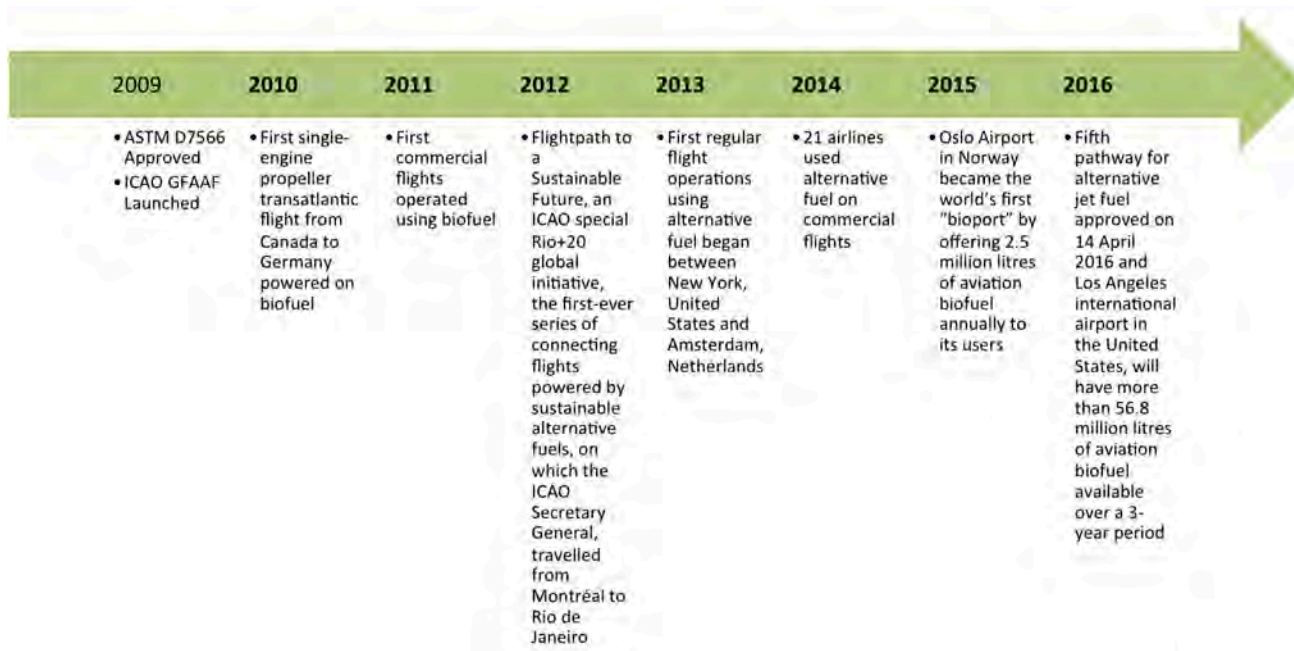 2009
• ASTM D7566
Approved
• ICAO GFAAF
Launched
2010
• First single-
engine
propeller
transatlantic
flight from
Canada to
Germany
powered on
biofuel
2011
• First
commercial
flights
operated
using biofuel
2012
• Flightpath to
a
Sustainable
Future, an
ICAO special
Rio+20
global
initiative,
the first-ever
series of
connecting
flights
powered by
sustainable
alternative
fuels, on
which the
ICAO
Secretary
General,
travelled
from
Montréal to
Rio de
Janeiro
2013
• First regular
flight
operations
using
alternative
fuel began
between
New York,
United
States and
Amsterdam,
Netherlands
2014
• 21 airlines
used
alternative
fuel on
commercial
flights
2015
• Oslo Airport
in Norway
became the
world's first
"bioport" by
offering 2.5
million litres
of aviation
biofuel
annually to
its users
2016
• Fifth
pathway for
alternative
jet fuel
approved on
14 April
2016 and
Los Angeles
international
airport in
the United
States, will
have more
than 56.8
million litres
of aviation
biofuel
available
over a 3-
year period